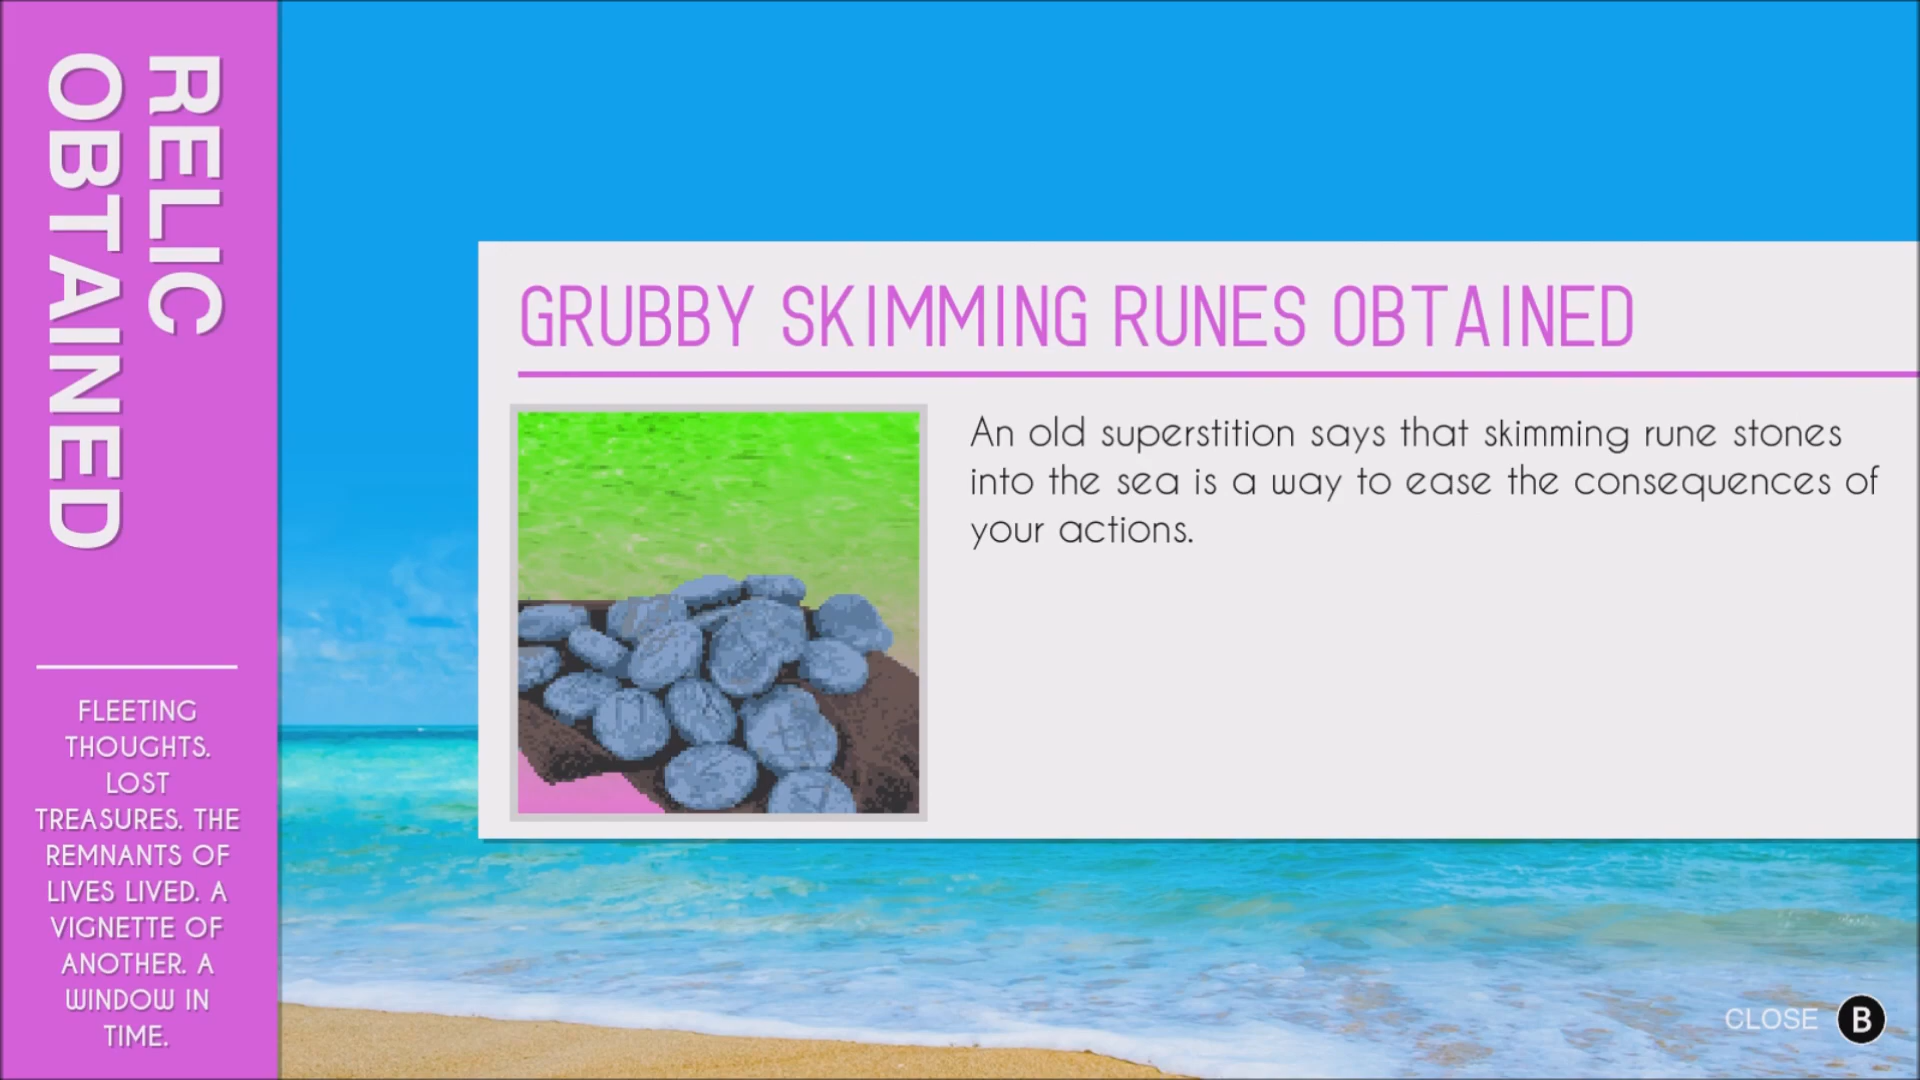 RELIC
OBTAINED
FLEETING
THOUGHTS.
LOST
TREASURES. THE
REMNANTS OF
LIVES LIVED. A
VIGNETTE OF
ANOTHER. A
WINDOW IN
TIME.
GRUBBY SKIMMING RUNES OBTAINED
An old superstition says that skimming rune stones
into the sea is a way to ease the consequences of
your actions.
CLOSE B